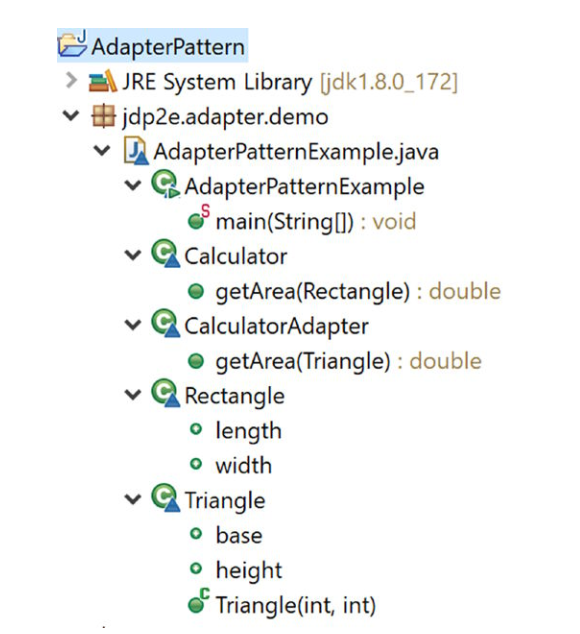 AdapterPattern
JRE System Library [jdk1.8.0_172]
jdp2e.adapter.demo
AdapterPatternExample.java
AdapterPatternExample
main(String[]) : void
Calculator
getArea(Rectangle) : double
CalculatorAdapter
getArea(Triangle) : double
Rectangle
length
width
Triangle
base
height
Triangle(int, int)